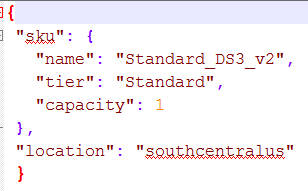 {
"sku": {
"name": "Standard_DS3_v2",
"tier": "Standard",
"capacity": 1
},
"location": "southcentralus"
}